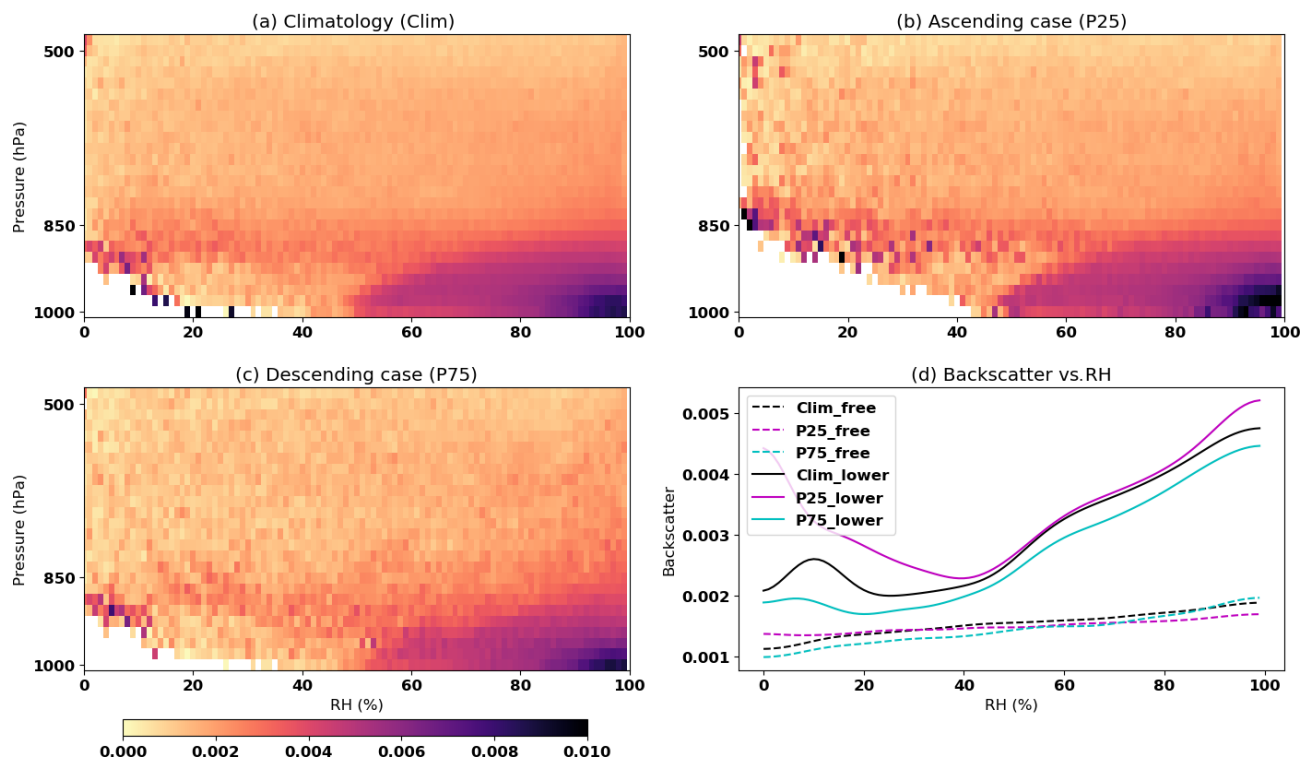 (a) Climatology (Clim)
Pressure (hPa)
500
850
1000
0 20 40 60 80 100
(b) Ascending case (P25)
500
850
1000
0 20 40 60 80 100
(c) Descending case (P75)
Pressure (hPa)
500
850
1000
0 20 40 60 80 100
RH (%)
0.000 0.002 0.004 0.006 0.008 0.010
(d) Backscatter vs.RH
Backscatter
0.005
0.004
0.003
0.002
0.001
Clim_free
P25_free
P75_free
Clim_lower
P25_lower
P75_lower
0 20 40 60 80 100
RH (%)